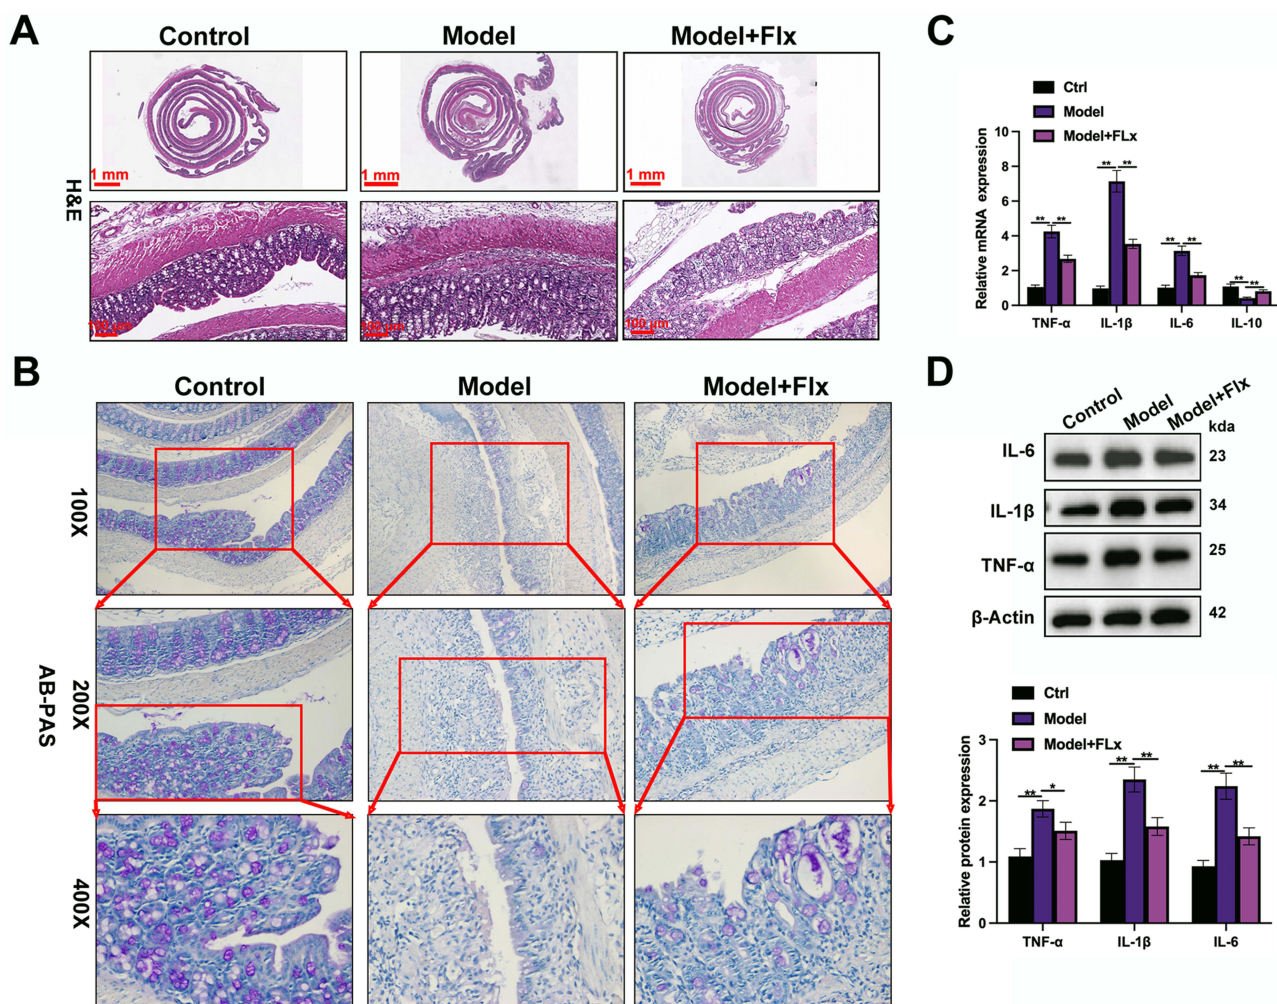 A
Control
Model
Model+Flx
H&E
1 mm
1 mm
1 mm
100 μm
100 μm
100 μm
B
Control
Model
Model+Flx
AB-PAS
100X
200X
400X
C
Ctrl
Model
Model+FLx
Relative mRNA expression
10
8
6
4
2
0
** **
** **
** **
** **
TNF-α IL-1β IL-6 IL-10
D
Control Model Model+Flx
kda
IL-6 23
IL-1β 34
TNF-α 25
β-Actin 42
Ctrl
Model
Model+FLx
Relative protein expression
3
2
1
0
** *
** **
** **
TNF-α IL-1β IL-6